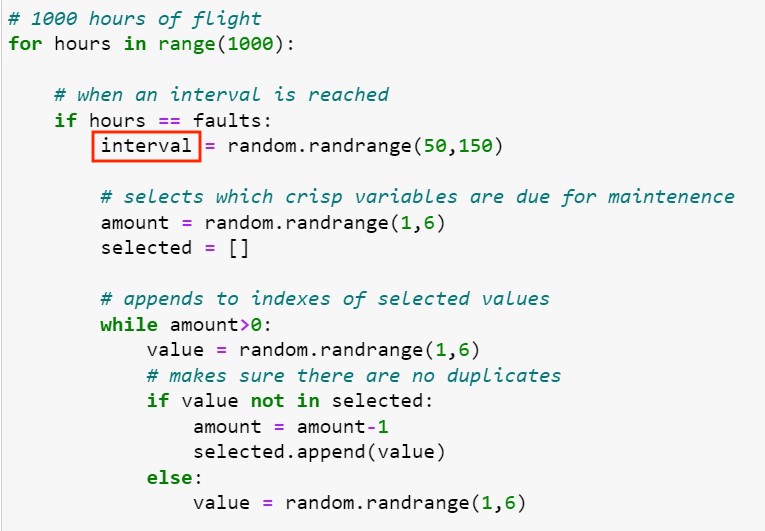 # 1000 hours of flight
for hours in range(1000):
# when an interval is reached
if hours == faults:
interval = random.randrange(50,150)
# selects which crisp variables are due for maintenence
amount = random.randrange(1,6)
selected = []
# appends to indexes of selected values
while amount>0:
value = random.randrange(1,6)
# makes sure there are no duplicates
if value not in selected:
amount = amount-1
selected.append(value)
else:
value = random.randrange(1,6)